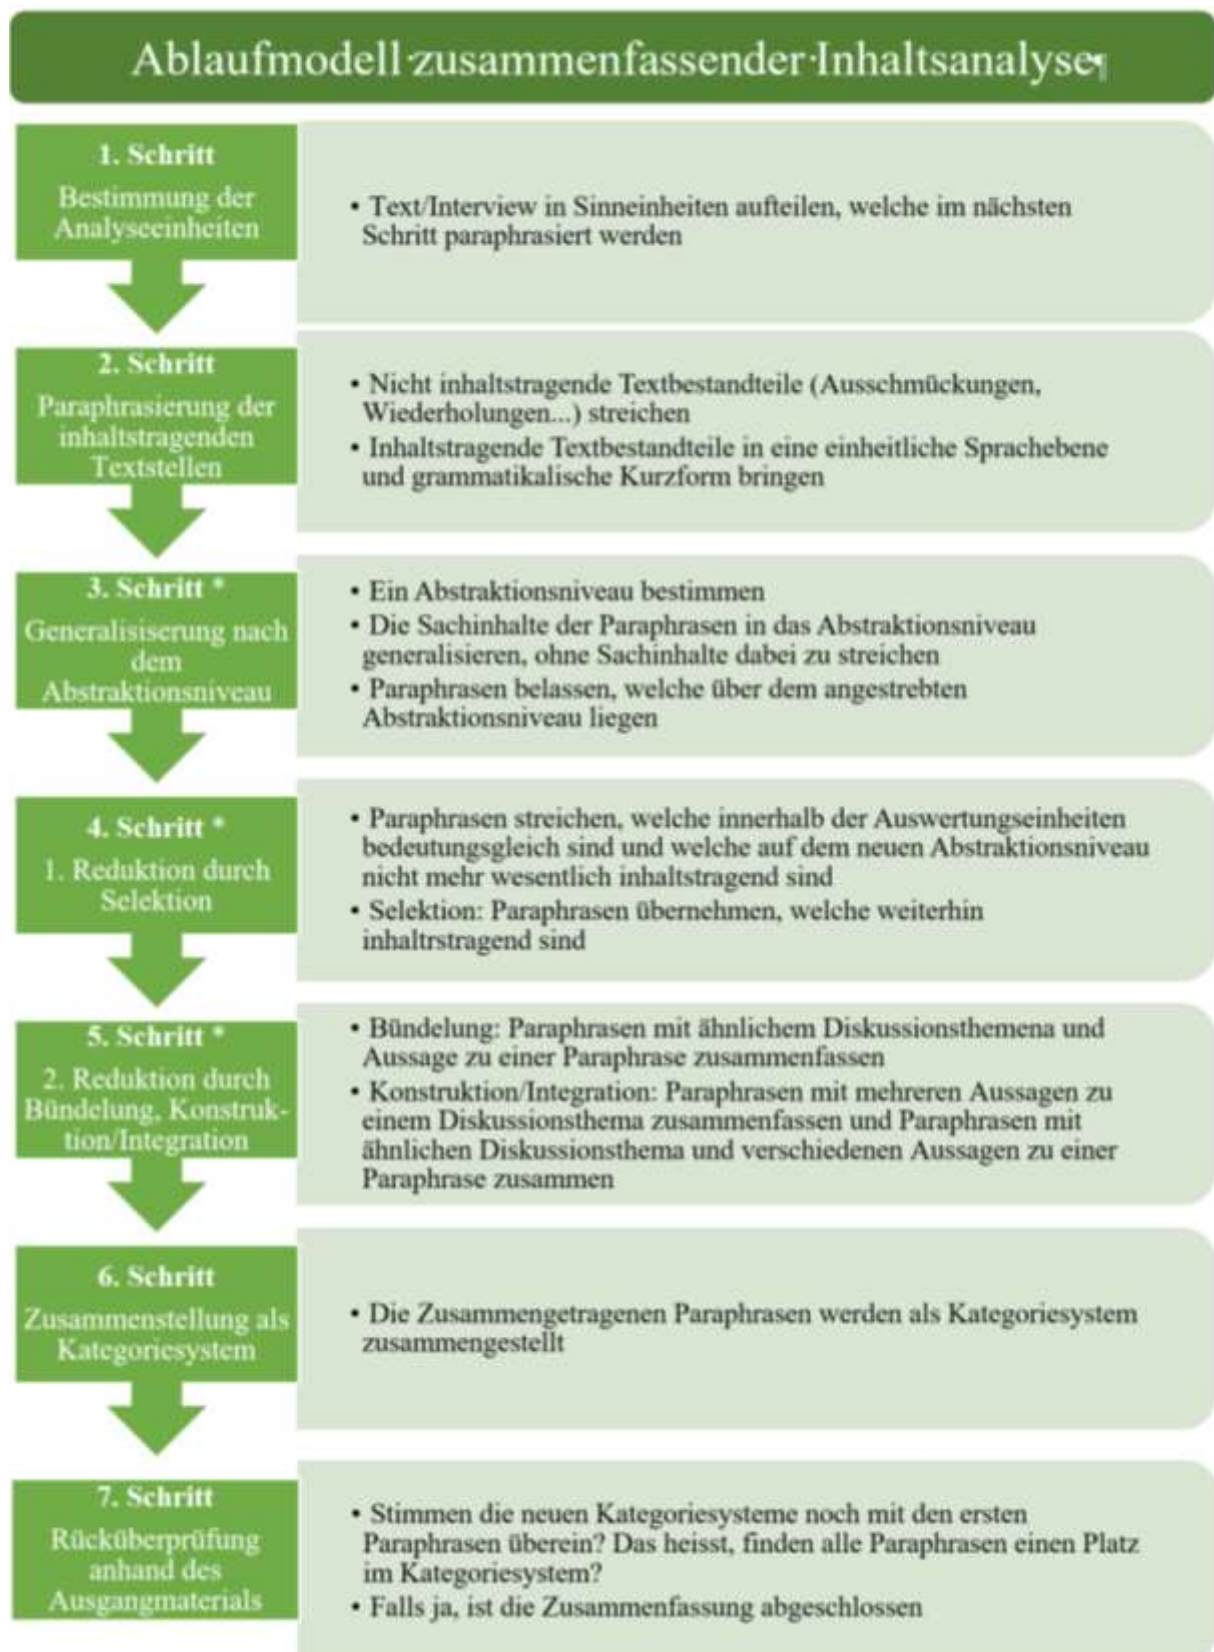 Ablaufmodell·zusammenfassender·Inhaltsanalyse¶
1. Schritt
Bestimmung der
Analyseeinheiten
• Text/Interview in Sinneinheiten aufteilen, welche im nächsten
Schritt paraphrasiert werden
2. Schritt
Paraphrasierung der
inhaltstragenden
Textstellen
• Nicht inhaltstragende Textbestandteile (Ausschmückungen,
Wiederholungen...) streichen
• Inhaltstragende Textbestandteile in eine einheitliche Sprachebene
und grammatikalische Kurzform bringen
3. Schritt *
Generalisiserung nach
dem
Abstraktionsniveau
• Ein Abstraktionsniveau bestimmen
• Die Sachinhalte der Paraphrasen in das Abstraktionsniveau
generalisieren, ohne Sachinhalte dabei zu streichen
• Paraphrasen belassen, welche über dem angestrebten
Abstraktionsniveau liegen
4. Schritt *
1. Reduktion durch
Selektion
• Paraphrasen streichen, welche innerhalb der Auswertungseinheiten
bedeutungsgleich sind und welche auf dem neuen Abstraktionsniveau
nicht mehr wesentlich inhaltstragend sind
• Selektion: Paraphrasen übernehmen, welche weiterhin
inhaltrstragend sind
5. Schritt *
2. Reduktion durch
Bündelung, Konstruk-
tion/Integration
• Bündelung: Paraphrasen mit ähnlichem Diskussionsthemena und
Aussage zu einer Paraphrase zusammenfassen
• Konstruktion/Integration: Paraphrasen mit mehreren Aussagen zu
einem Diskussionsthema zusammenfassen und Paraphrasen mit
ähnlichen Diskussionsthema und verschiedenen Aussagen zu einer
Paraphrase zusammen
6. Schritt
Zusammenstellung als
Kategoriesystem
• Die Zusammengetragenen Paraphrasen werden als Kategoriesystem
zusammengestellt
7. Schritt
Rücküberprüfung
anhand des
Ausgangmaterials
• Stimmen die neuen Kategoriesysteme noch mit den ersten
Paraphrasen überein? Das heisst, finden alle Paraphrasen einen Platz
im Kategoriesystem?
• Falls ja, ist die Zusammenfassung abgeschlossen